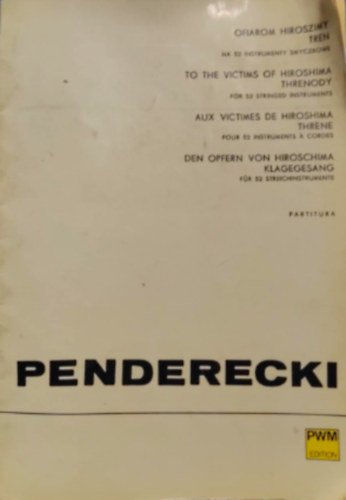 OFIAROM HIROSZIMY
TREN
NA 52 INSTRUMENTY SMYCZKOWE
TO THE VICTIMS OF HIROSHIMA
THRENODY
FOR 52 STRINGED INSTRUMENTS
AUX VICTIMES DE HIROSHIMA
THRENE
POUR 52 INSTRUMENTS À CORDES
DEN OPFERN VON HIROSCHIMA
KLAGEGESANG
FÜR 52 STREICHINSTRUMENTE
PARTITURA
PENDERECKI
PWM
EDITION